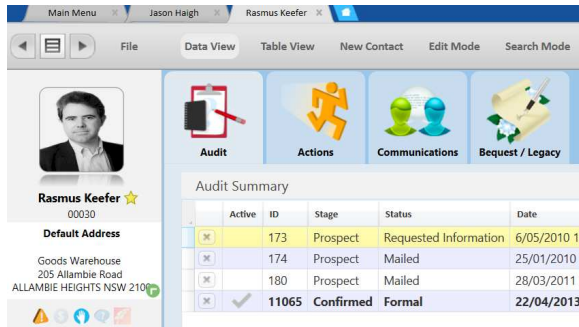 Main Menu
Jason Haigh
Rasmus Keefer
File
Data View
Table View
New Contact
Edit Mode
Search Mode
Audit
Actions
Communications
Bequest / Legacy
Rasmus Keefer
00030
Default Address
Goods Warehouse
205 Allambie Road
ALLAMBIE HEIGHTS NSW 2100
Audit Summary
Active ID Stage Status Date
173 Prospect Requested Information 6/05/2010 1
174 Prospect Mailed 25/01/2010
180 Prospect Mailed 28/03/2011
11065 Confirmed Formal 22/04/2013